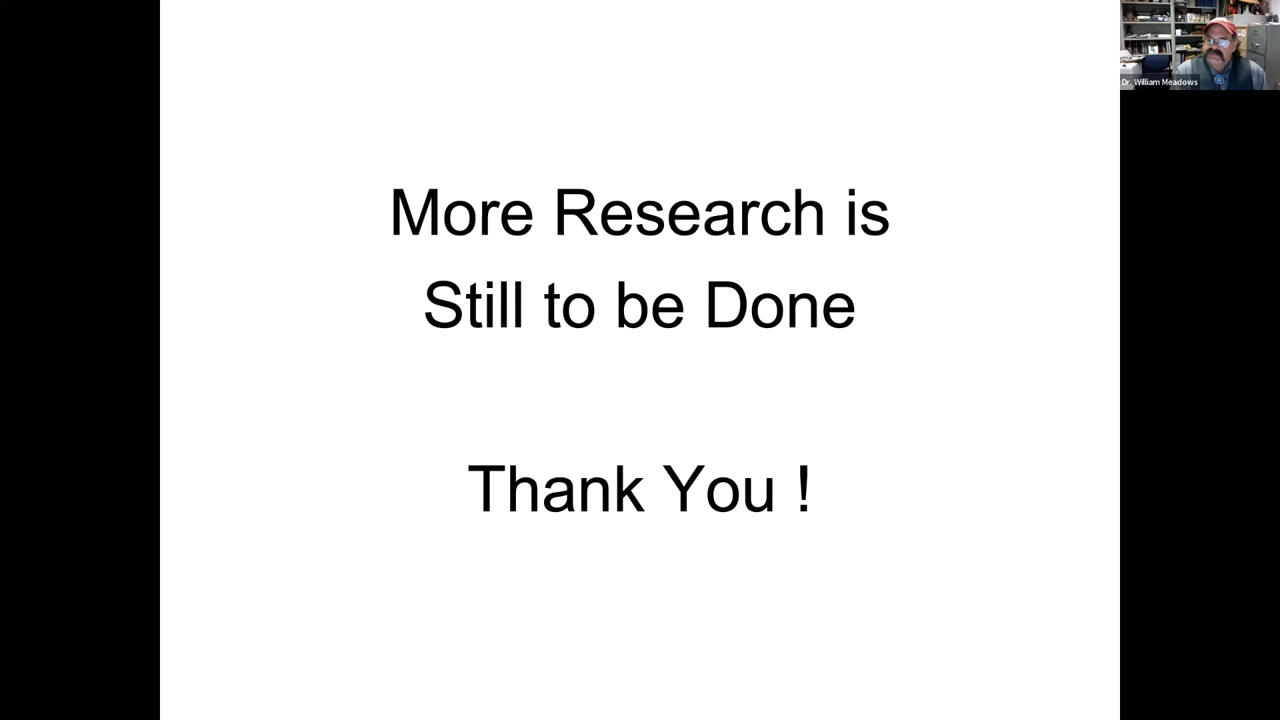 Dr. William Meadows
More Research is
Still to be Done
Thank You !